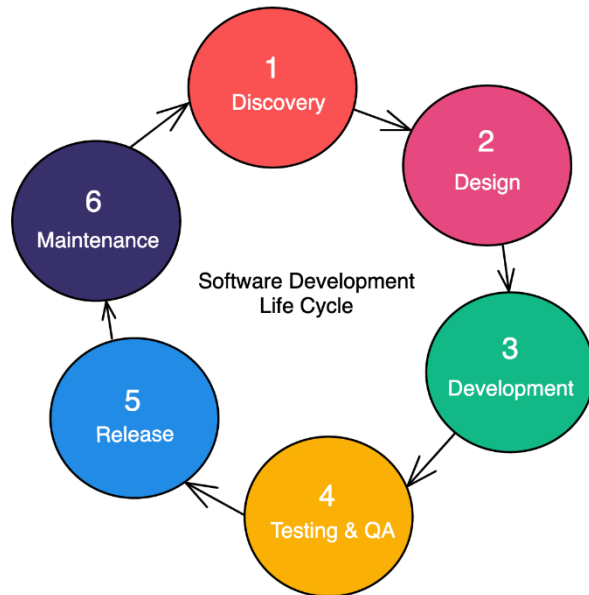 1
Discovery
2
Design
3
Development
4
Testing & QA
5
Release
6
Maintenance
Software Development
Life Cycle